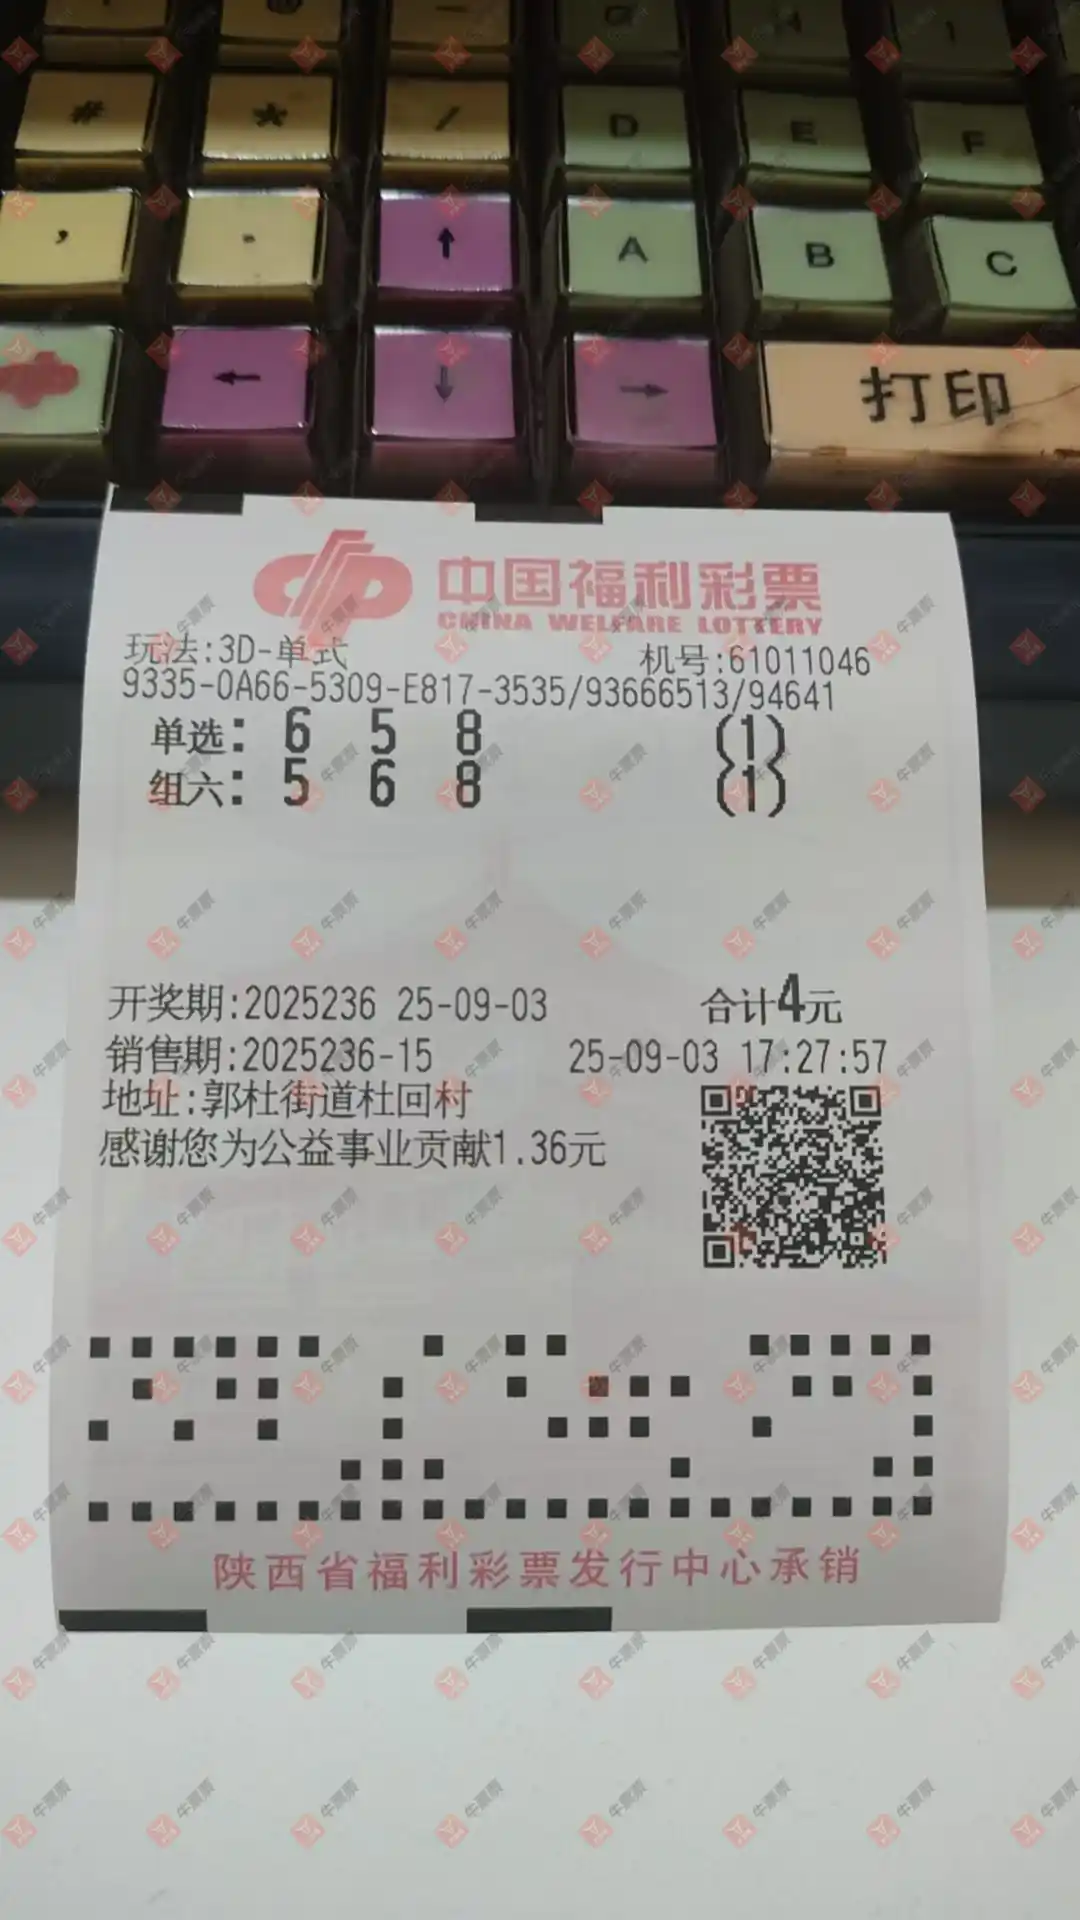 # * / D E F
, . ↑ A B C
← ↓ → 打印
中国福利彩票
CHINA WELFARE LOTTERY
玩法:3D-单式 机号:61011046
9335-0A66-5309-E817-3535/93666513/94641
单选: 6 5 8 (1)
组六: 5 6 8 (1)
开奖期:2025236 25-09-03 合计4元
销售期:2025236-15 25-09-03 17:27:57
地址:郭杜街道杜回村
感谢您为公益事业贡献1.36元
陕西省福利彩票发行中心承销
牛票票